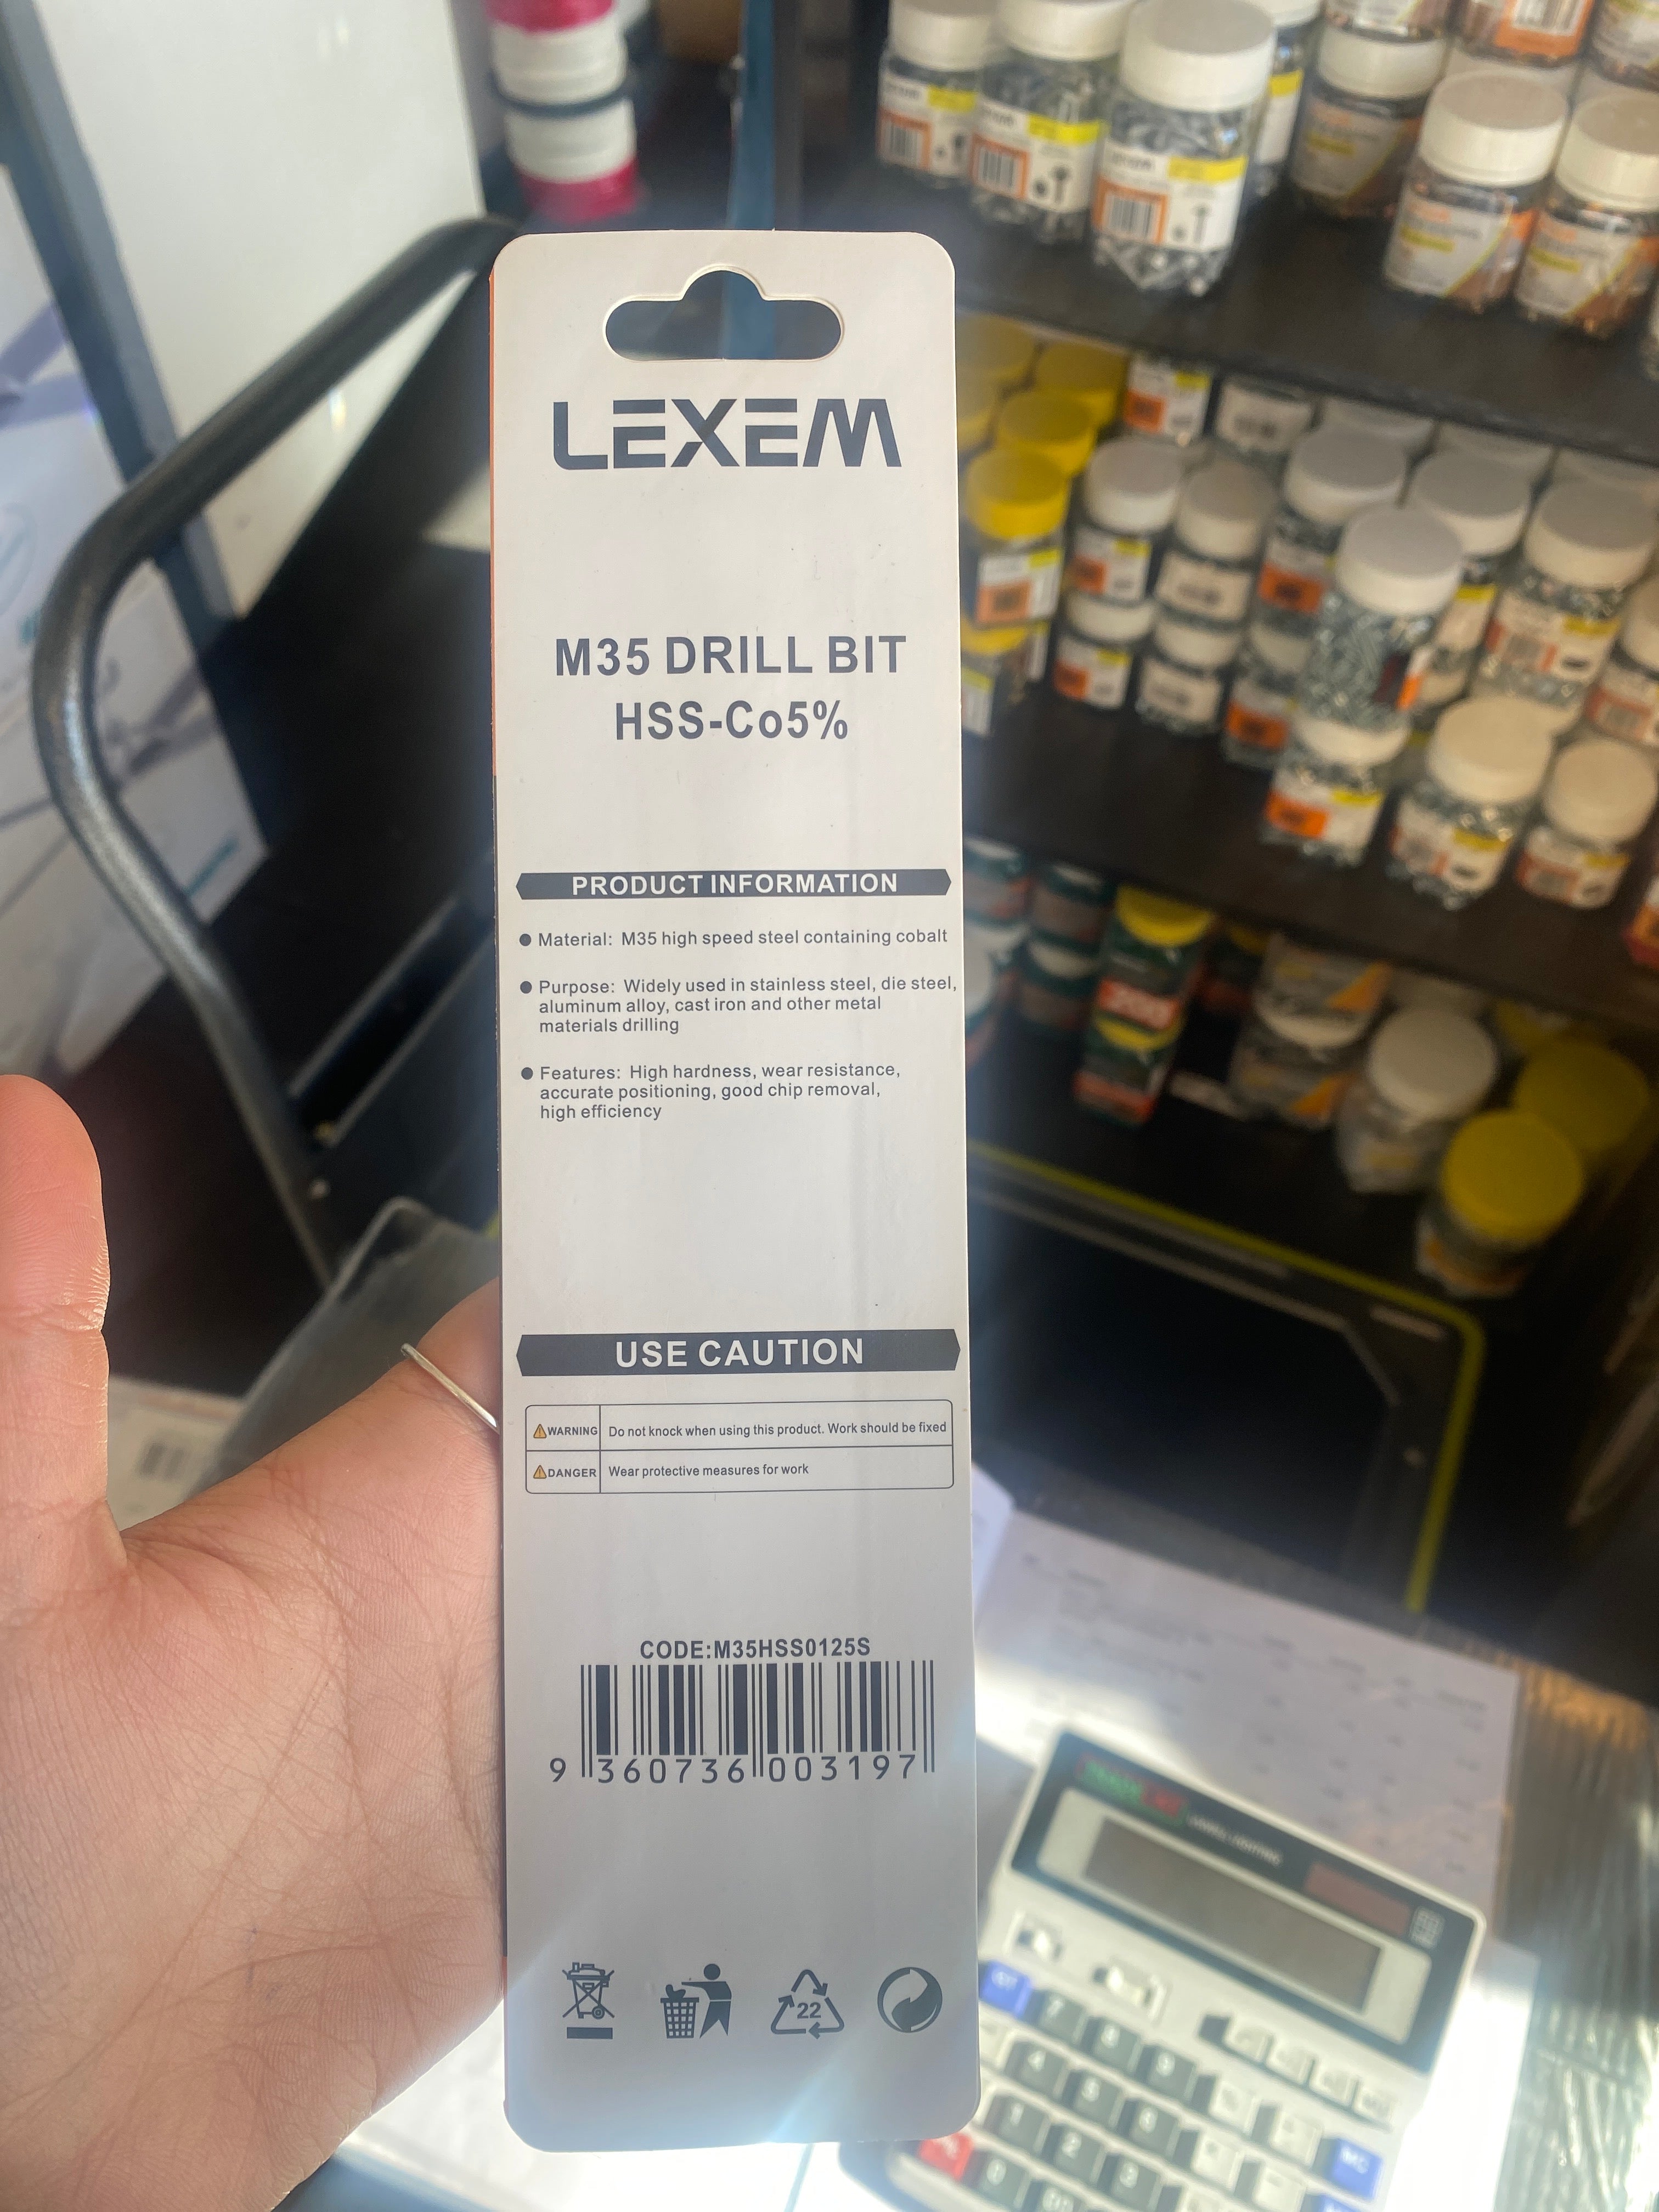 LEXEM
M35 DRILL BIT
HSS-Co5%
PRODUCT INFORMATION
● Material: M35 high speed steel containing cobalt
● Purpose: Widely used in stainless steel, die steel,
aluminum alloy, cast iron and other metal
materials drilling
● Features: High hardness, wear resistance,
accurate positioning, good chip removal,
high efficiency
USE CAUTION
WARNING Do not knock when using this product. Work should be fixed
DANGER Wear protective measures for work
CODE:M35HSS0125S
9 360736 003197
22